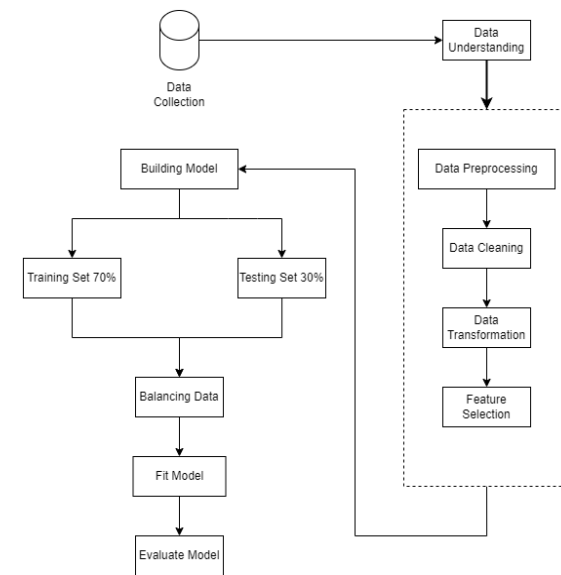 Data
Collection
Data
Understanding
Data Preprocessing
Data Cleaning
Data
Transformation
Feature
Selection
Building Model
Training Set 70%
Testing Set 30%
Balancing Data
Fit Model
Evaluate Model